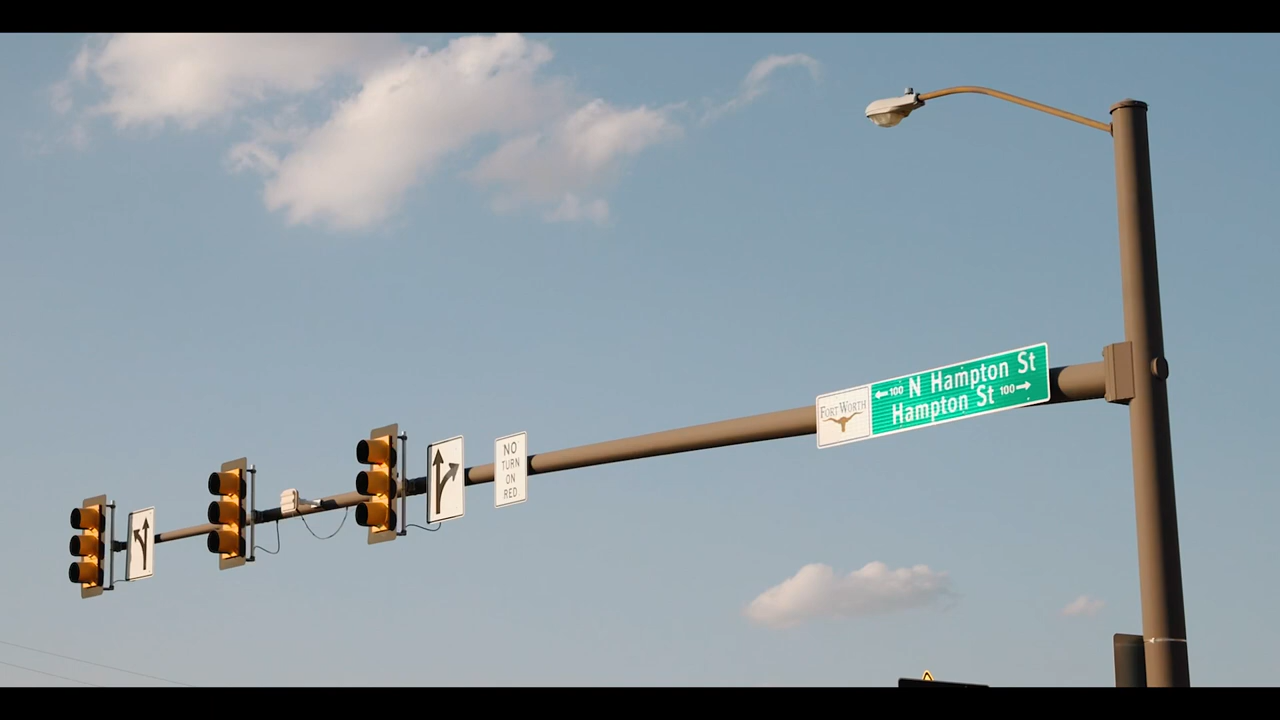 FORT WORTH
100 N Hampton St
Hampton St 100
NO
TURN
ON
RED